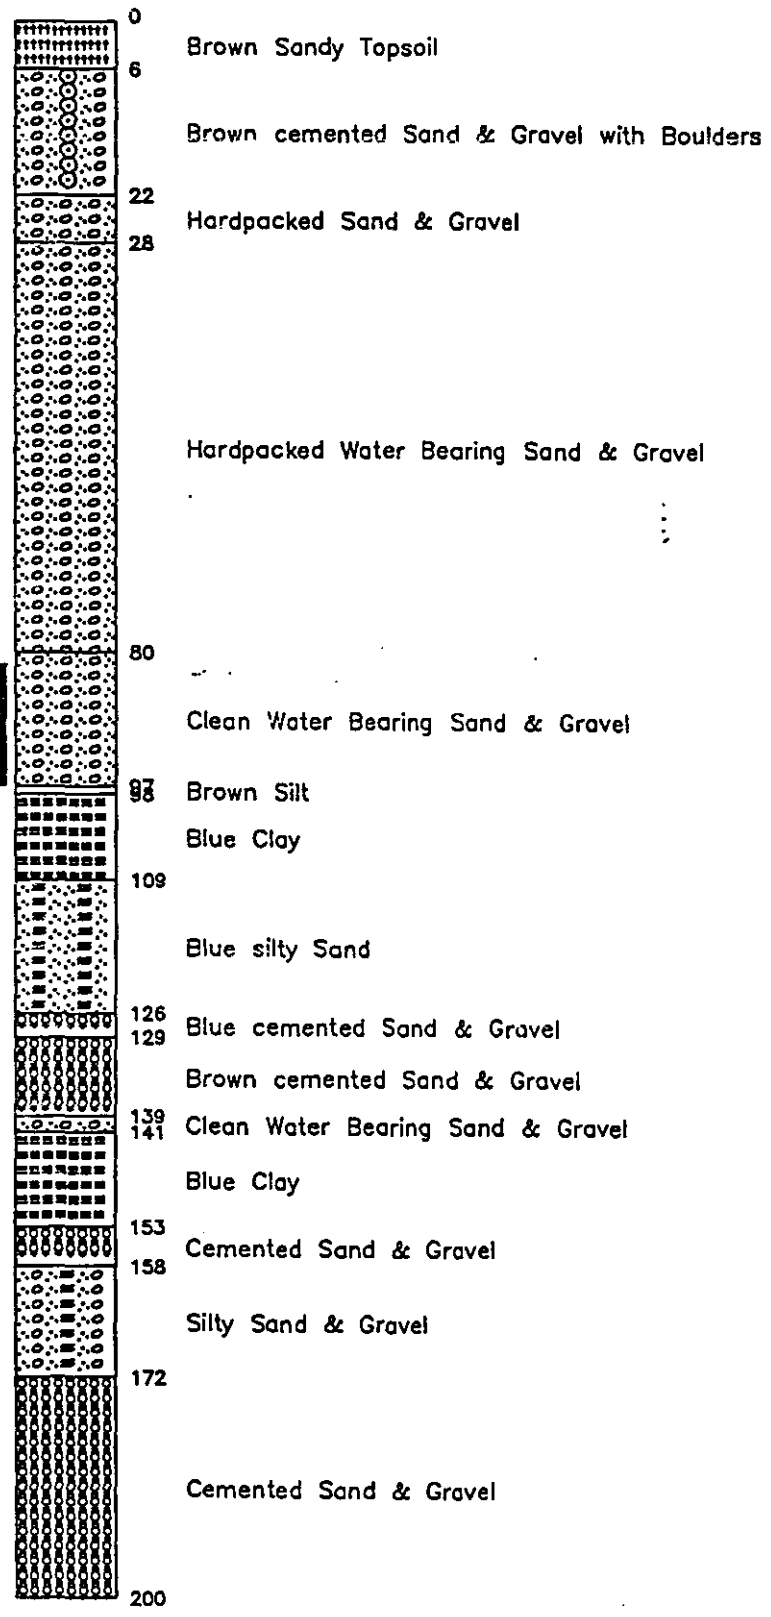 0
Brown Sandy Topsoil
6
Brown cemented Sand & Gravel with Boulders
22
Hardpacked Sand & Gravel
28
Hardpacked Water Bearing Sand & Gravel
80
Clean Water Bearing Sand & Gravel
97
98 Brown Silt
Blue Clay
109
Blue silty Sand
126
Blue cemented Sand & Gravel
129
Brown cemented Sand & Gravel
139
Clean Water Bearing Sand & Gravel
141
Blue Clay
153
Cemented Sand & Gravel
158
Silty Sand & Gravel
172
Cemented Sand & Gravel
200